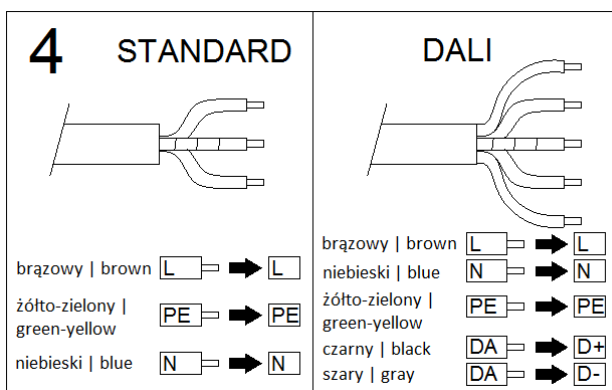 4 STANDARD
brązowy | brown L L
żółto-zielony |
green-yellow PE PE
niebieski | blue N N
DALI
brązowy | brown L L
niebieski | blue N N
żółto-zielony |
green-yellow PE PE
czarny | black DA D+
szary | gray DA D-